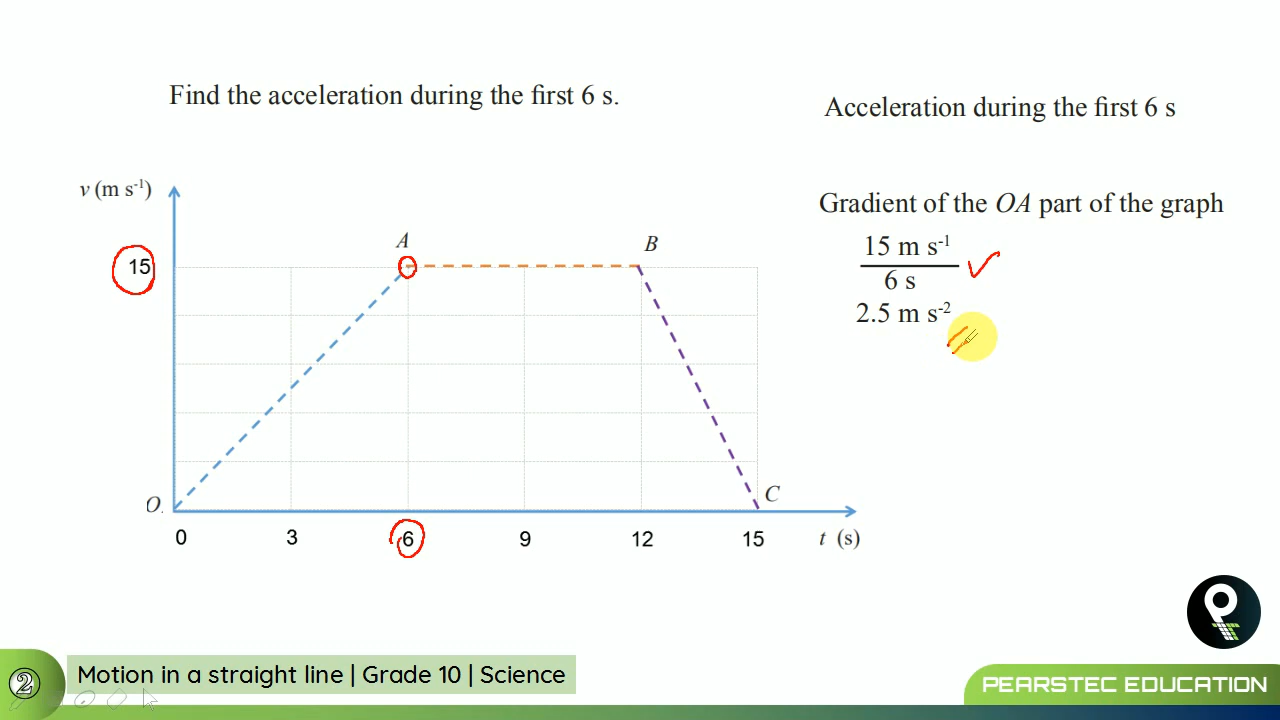 Find the acceleration during the first 6 s.
Acceleration during the first 6 s
v (m s⁻¹)
Gradient of the OA part of the graph
15 m s⁻¹
6 s
2.5 m s⁻²
A
B
15
O
C
0 3 6 9 12 15 t (s)
2
Motion in a straight line | Grade 10 | Science
PEARSTEC EDUCATION